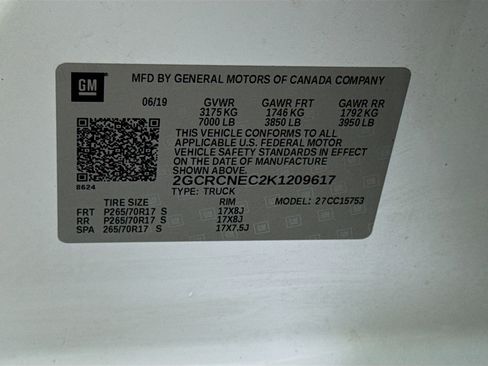 GM MFD BY GENERAL MOTORS OF CANADA COMPANY
06/19 GVWR GAWR FRT GAWR RR
3175 KG 1746 KG 1792 KG
7000 LB 3850 LB 3950 LB
THIS VEHICLE CONFORMS TO ALL
APPLICABLE U.S. FEDERAL MOTOR
VEHICLE SAFETY STANDARDS IN EFFECT
ON THE DATE OF MANUFACTURE
SHOWN ABOVE.
8624 2GCRCNEC2K1209617
TYPE: TRUCK
TIRE SIZE RIM MODEL: 27CC15753
FRT P265/70R17 S 17X8J
RR P265/70R17 S 17X8J
SPA 265/70R17 S 17X7.5J